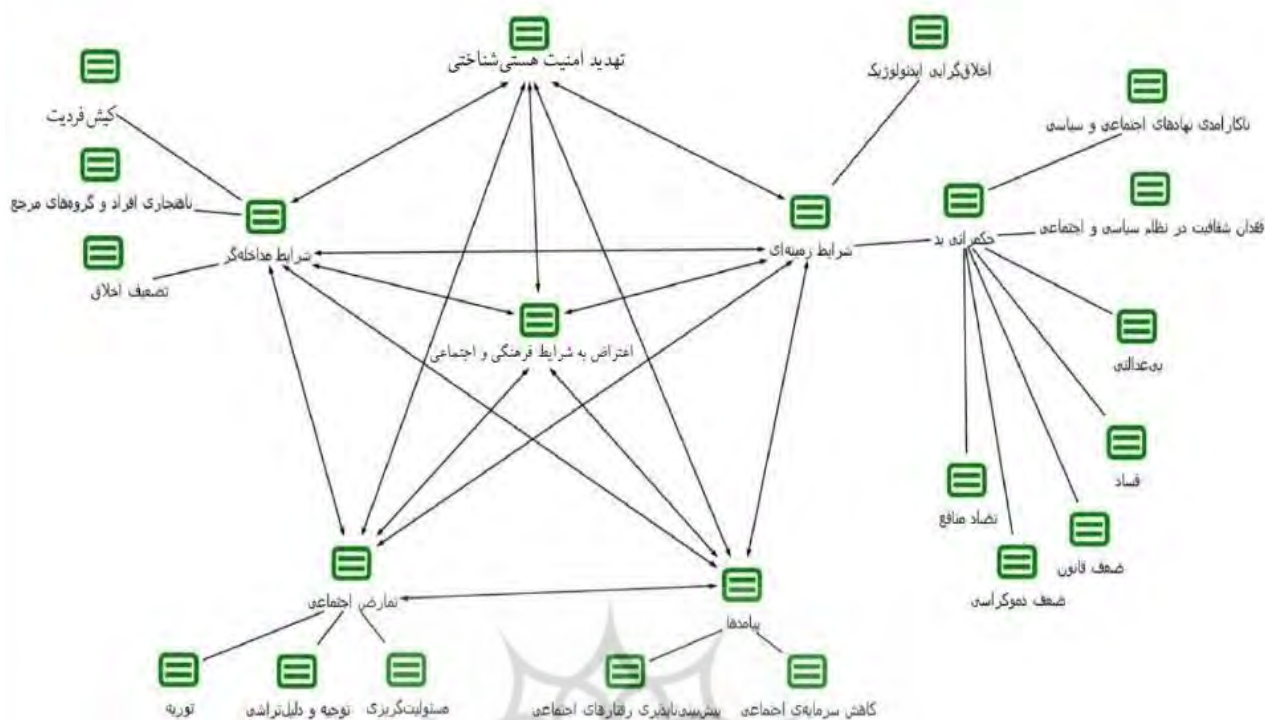 تهدید امنیت هستی‌شناختی
اخلاق‌گرایی ایدئولوژیک
ناکارآمدی نهادهای اجتماعی و سیاسی
کیش فردیت
ناهنجاری افراد و گروه‌های مرجع
فقدان شفافیت در نظام سیاسی و اجتماعی
حکمرانی بد
شرایط زمینه‌ای
شرایط مداخله‌گر
تضعیف اخلاق
اعتراض به شرایط فرهنگی و اجتماعی
بی‌عدالتی
فساد
تضاد منافع
ضعف قانون
ضعف دموکراسی
تمارض اجتماعی
پیامدها
توریه
توجیه و دلیل‌تراشی
مسئولیت‌گریزی
پیش‌بینی‌ناپذیری رفتارهای اجتماعی
کاهش سرمایه‌ی اجتماعی